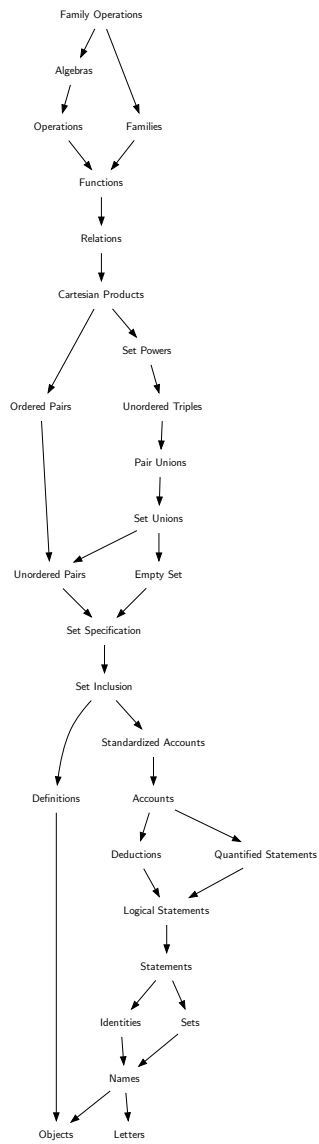 Family Operations
Algebras
Operations
Families
Functions
Relations
Cartesian Products
Set Powers
Ordered Pairs
Unordered Triples
Pair Unions
Set Unions
Unordered Pairs
Empty Set
Set Specification
Set Inclusion
Standardized Accounts
Definitions
Accounts
Deductions
Quantified Statements
Logical Statements
Statements
Identities
Sets
Names
Objects
Letters